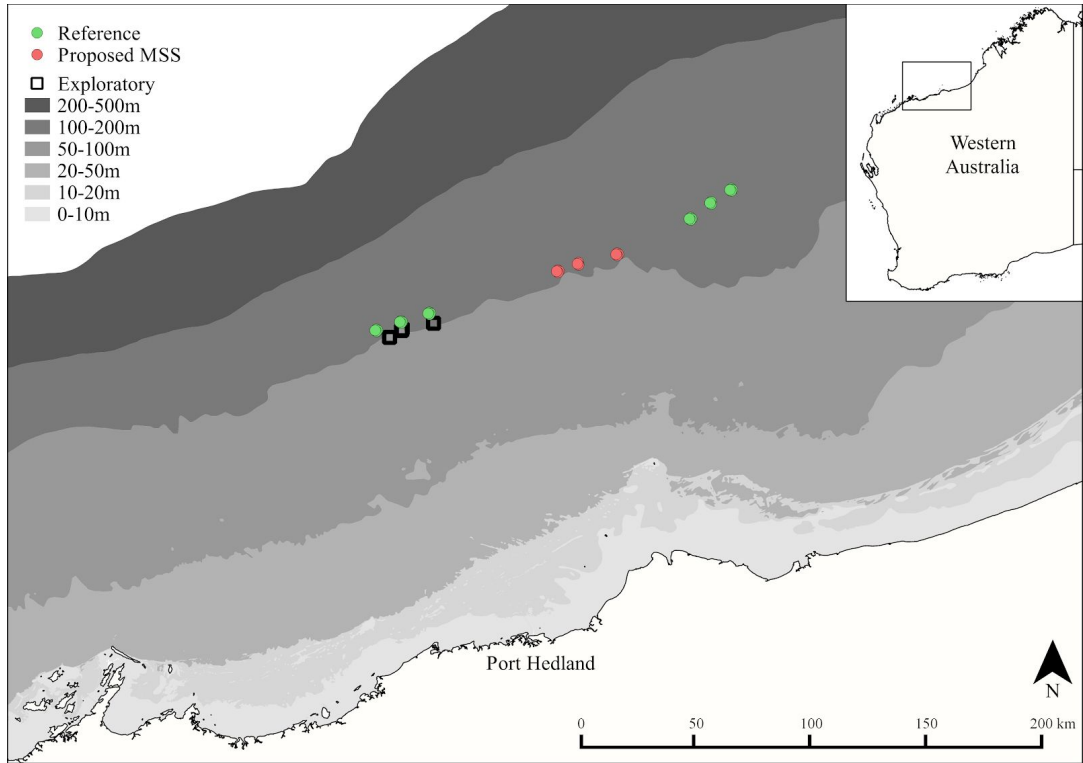 Reference
Proposed MSS
Exploratory
200-500m
100-200m
50-100m
20-50m
10-20m
0-10m
Western
Australia
Port Hedland
N
0 50 100 150 200 km